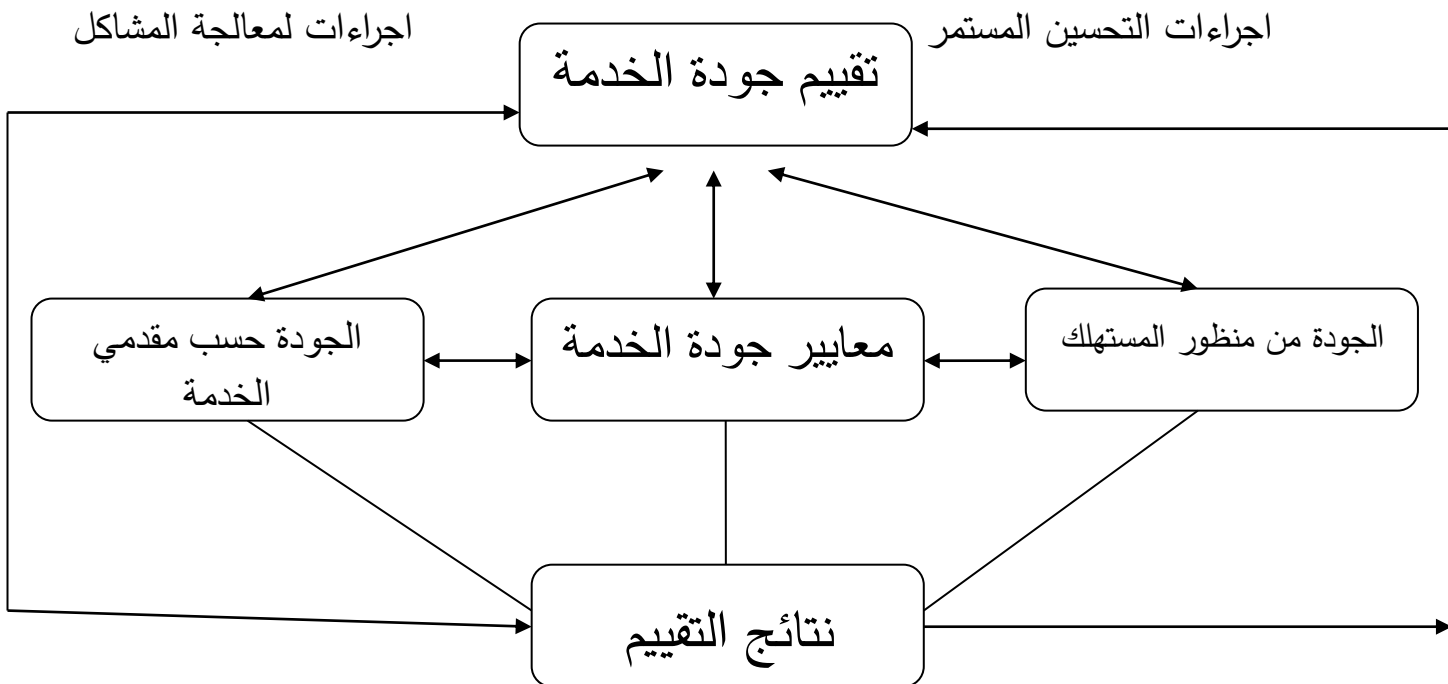 اجراءات التحسين المستمر
اجراءات لمعالجة المشاكل
تقييم جودة الخدمة
الجودة من منظور المستهلك
معايير جودة الخدمة
الجودة حسب مقدمي
الخدمة
نتائج التقييم